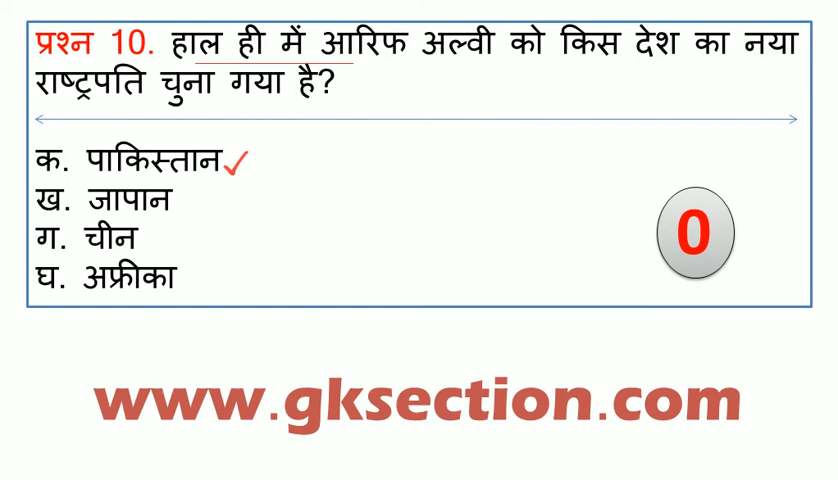 प्रश्न 10. हाल ही में आरिफ अल्वी को किस देश का नया
राष्ट्रपति चुना गया है?
क. पाकिस्तान
ख. जापान
ग. चीन
घ. अफ्रीका
0
www.gksection.com